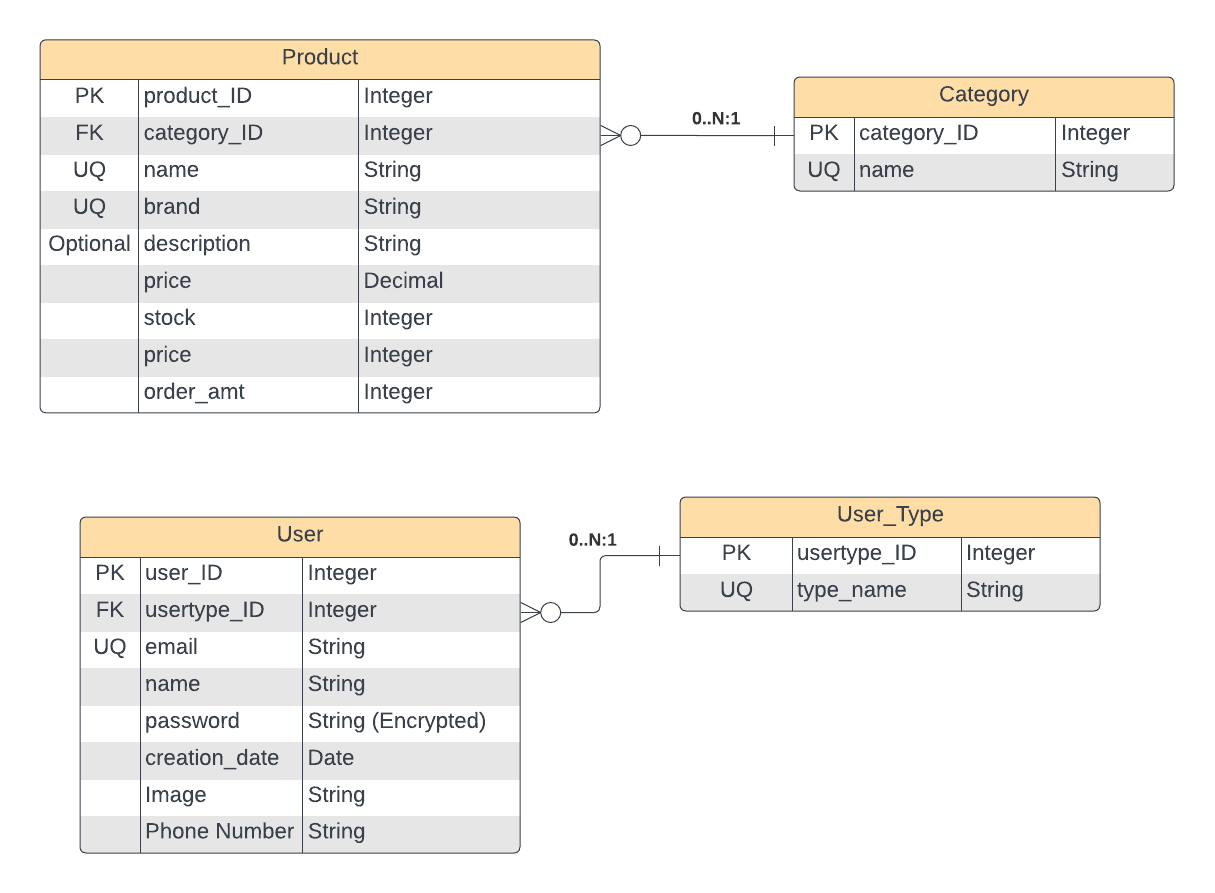 Product
PK product_ID Integer
FK category_ID Integer
UQ name String
UQ brand String
Optional description String
price Decimal
stock Integer
price Integer
order_amt Integer
0..N:1
Category
PK category_ID Integer
UQ name String
User
PK user_ID Integer
FK usertype_ID Integer
UQ email String
name String
password String (Encrypted)
creation_date Date
Image String
Phone Number String
0..N:1
User_Type
PK usertype_ID Integer
UQ type_name String